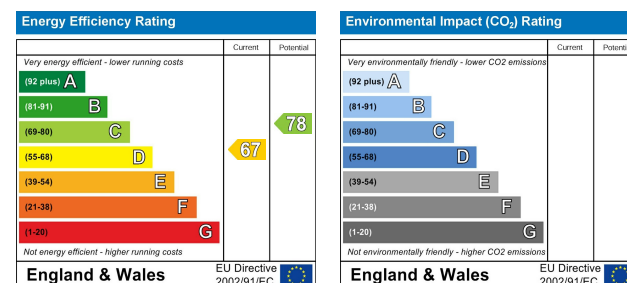 Energy Efficiency Rating
Current Potential
Very energy efficient - lower running costs
(92 plus) A
(81-91) B
(69-80) C
(55-68) D
(39-54) E
(21-38) F
(1-20) G
67
78
Not energy efficient - higher running costs
England & Wales
EU Directive
2002/91/EC
Environmental Impact (CO₂) Rating
Current Potenti
Very environmentally friendly - lower CO2 emissions
(92 plus) A
(81-91) B
(69-80) C
(55-68) D
(39-54) E
(21-38) F
(1-20) G
Not environmentally friendly - higher CO2 emissions
England & Wales
EU Directive
2002/91/EC